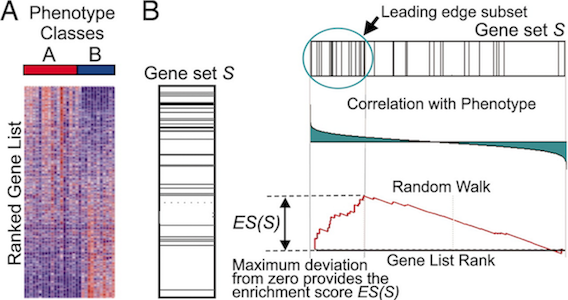 A
Phenotype
Classes
A
B
Ranked Gene List
Gene set S
B
Leading edge subset
Gene set S
Correlation with Phenotype
Random Walk
ES(S)
Gene List Rank
Maximum deviation
from zero provides the
enrichment score ES(S)